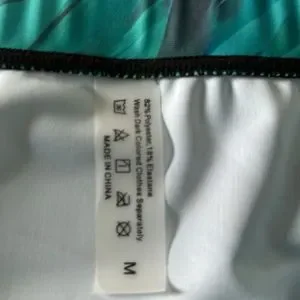 82% Polyester, 18% Elastane
Wash Dark Colored Clothes Separately.
MADE IN CHINA
M